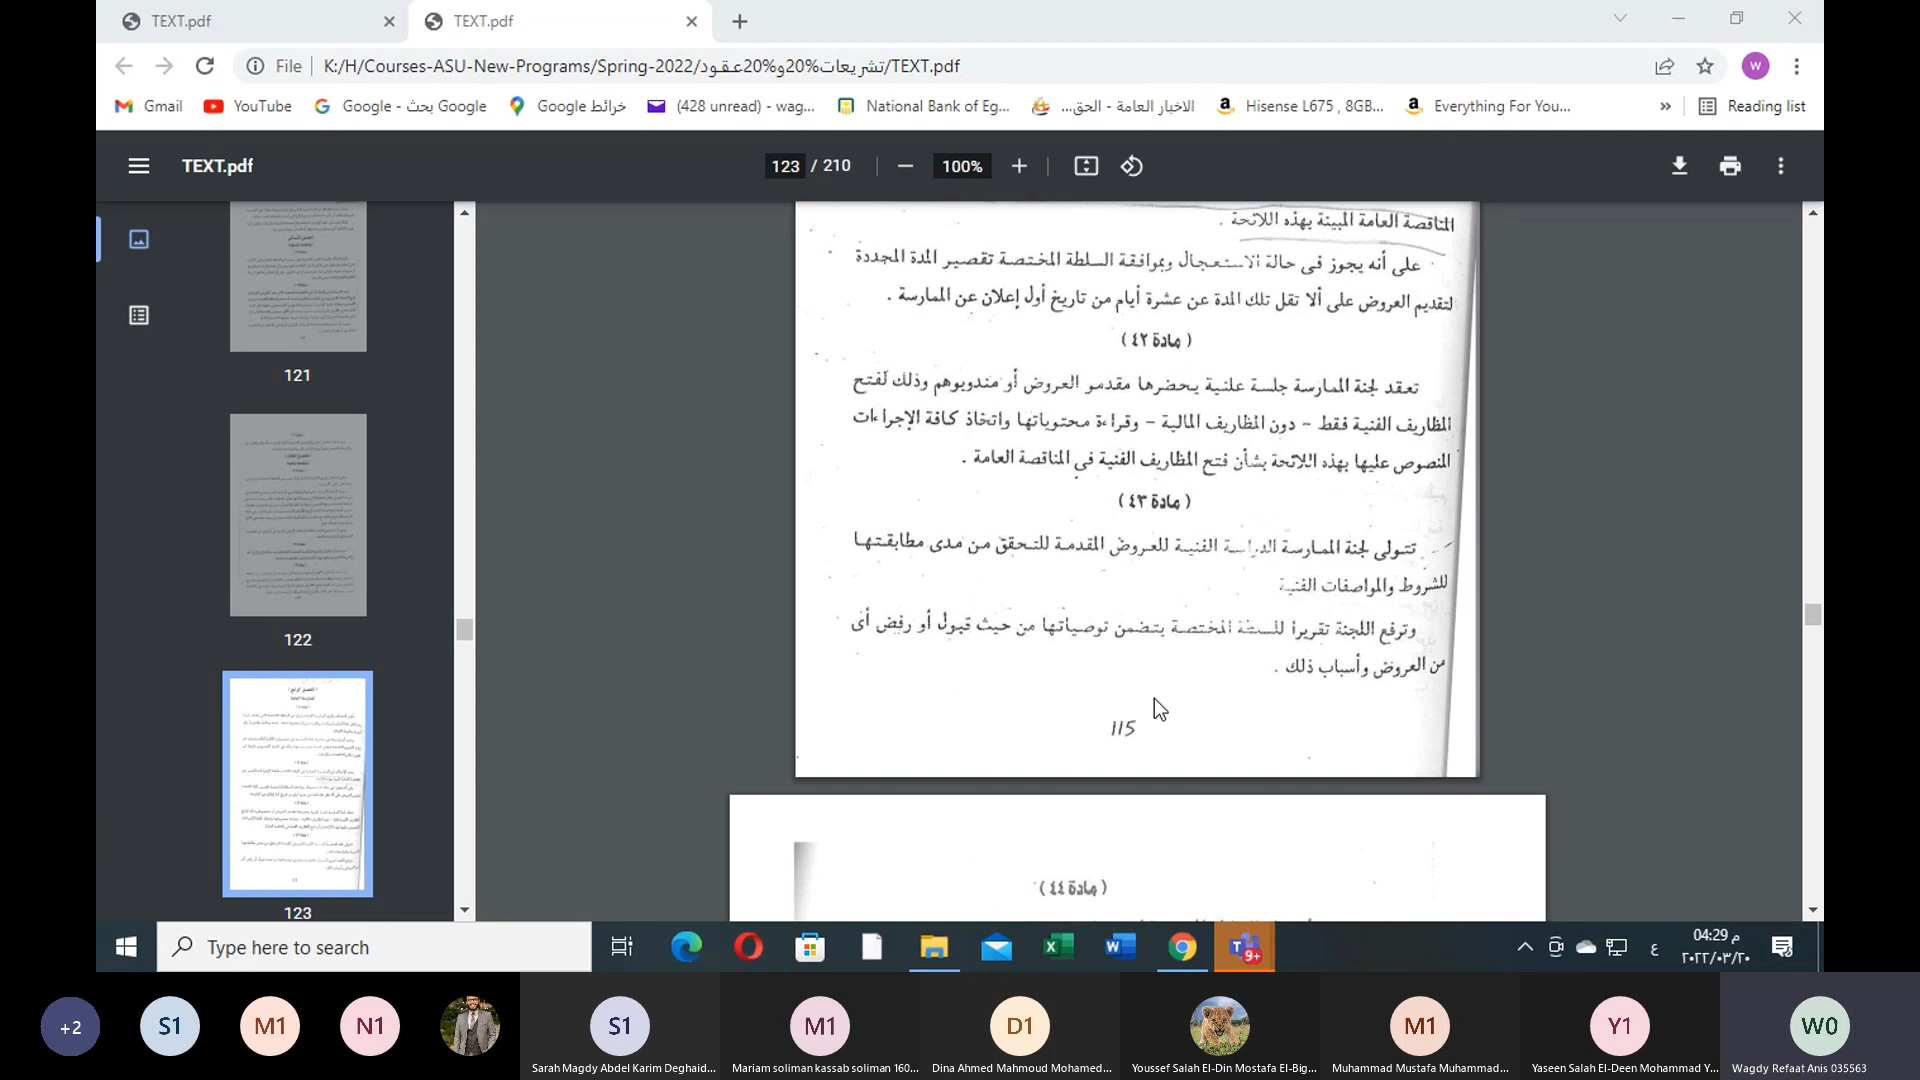 TEXT.pdf
TEXT.pdf
File
K:/H/Courses-ASU-New-Programs/Spring-2022/تشريعات%20و%20عقود/TEXT.pdf
W
Gmail
YouTube
Google - بحث Google
خرائط Google
(428 unread) - wag...
National Bank of Eg...
الاخبار العامة - الحق...
Hisense L675 , 8GB...
Everything For You...
»
Reading list
TEXT.pdf
123 / 210
100%
121
122
123
المناقصة العامة المبينة بهذه اللائحة .
على أنه يجوز فى حالة الاستعجال وبموافقة السلطة المختصة تقصير المدة المحددة
لتقديم العروض على ألا تقل تلك المدة عن عشرة أيام من تاريخ أول إعلان عن الممارسة .
( مادة ٤٢ )
تعقد لجنة الممارسة جلسة علنية يحضرها مقدمو العروض أو مندوبوهم وذلك لفتح
المظاريف الفنية فقط - دون المظاريف المالية - وقراءة محتوياتها واتخاذ كافة الإجراءات
المنصوص عليها بهذه اللائحة بشأن فتح المظاريف الفنية فى المناقصة العامة .
( مادة ٤٣ )
تتولى لجنة الممارسة الدراسة الفنية للعروض المقدمة للتحقق من مدى مطابقتها
للشروط والمواصفات الفنية
وترفع اللجنة تقريرا للسلطة المختصة يتضمن توصياتها من حيث قبول أو رفض أى
من العروض وأسباب ذلك .
115
( مادة ٤٤ )
Type here to search
9+
ع
04:29 م
٢٠٢٢/٠٣/٢٠
+2
S1
M1
N1
S1
M1
D1
M1
Y1
W0
Sarah Magdy Abdel Karim Deghaid...
Mariam soliman kassab soliman 160...
Dina Ahmed Mahmoud Mohamed...
Youssef Salah El-Din Mostafa El-Big...
Muhammad Mustafa Muhammad...
Yaseen Salah El-Deen Mohammad Y...
Wagdy Refaat Anis 035563